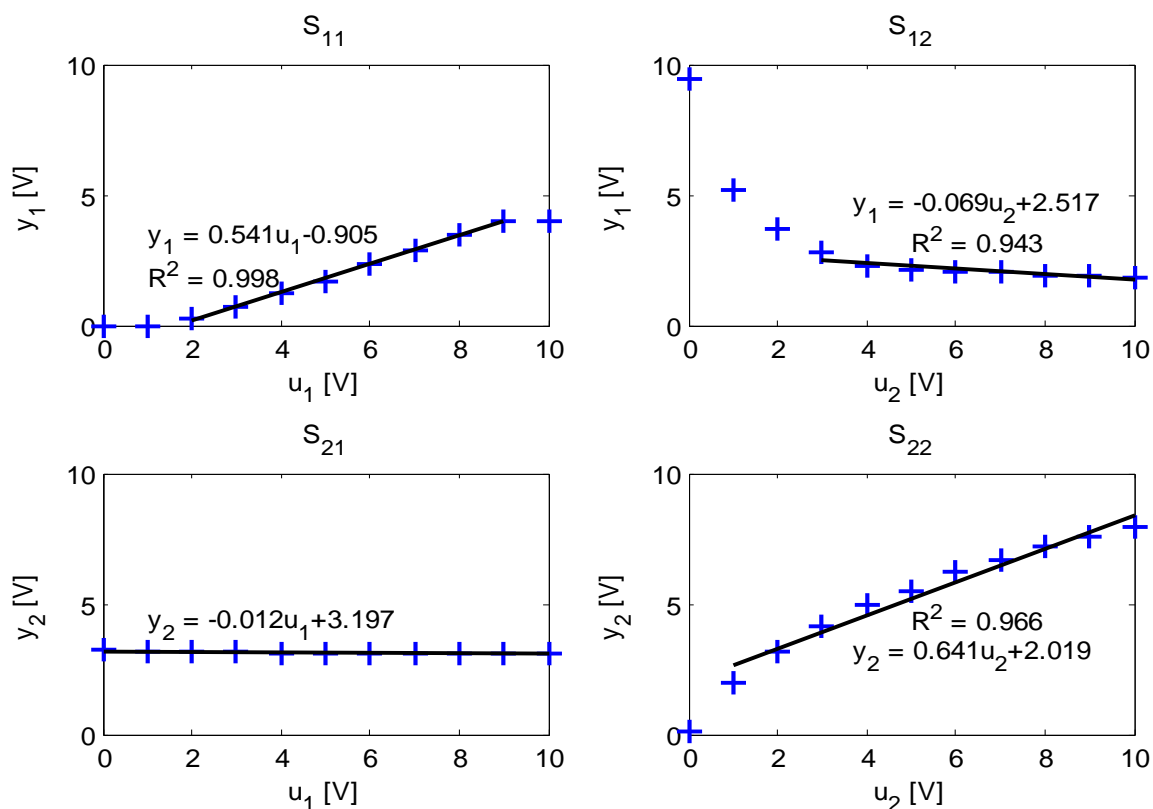 S11
10
5
0
y1 [V]
y1 = 0.541u1-0.905
R2 = 0.998
0 2 4 6 8 10
u1 [V]
S12
10
5
0
y1 [V]
y1 = -0.069u2+2.517
R2 = 0.943
0 2 4 6 8 10
u2 [V]
S21
10
5
0
y2 [V]
y2 = -0.012u1+3.197
0 2 4 6 8 10
u1 [V]
S22
10
5
0
y2 [V]
R2 = 0.966
y2 = 0.641u2+2.019
0 2 4 6 8 10
u2 [V]